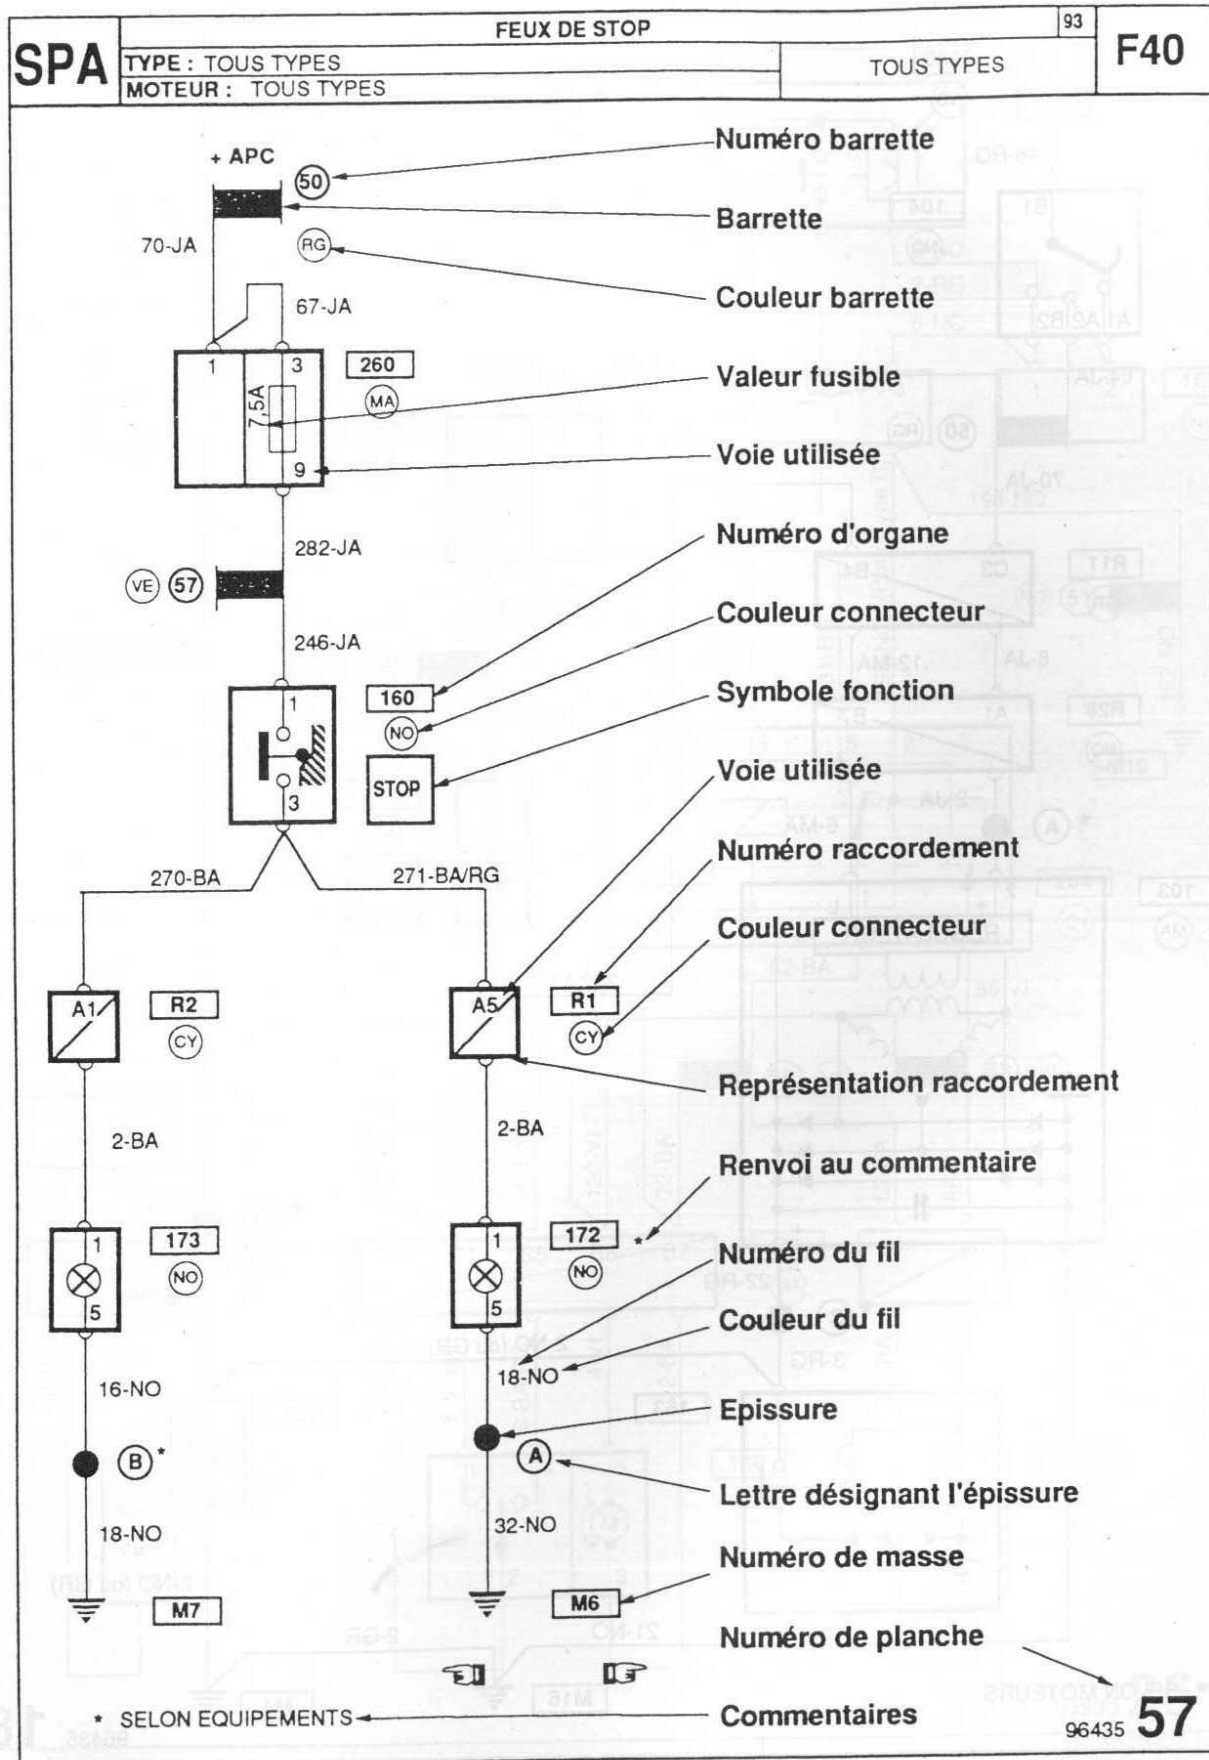 SPA
FEUX DE STOP
93
F40
TYPE : TOUS TYPES
TOUS TYPES
MOTEUR : TOUS TYPES
+ APC
50
Numéro barrette
Barrette
70-JA
RG
Couleur barrette
67-JA
1
3
260
7,5A
MA
Valeur fusible
9
Voie utilisée
282-JA
Numéro d'organe
VE
57
Couleur connecteur
246-JA
1
160
Symbole fonction
NO
3
STOP
Voie utilisée
270-BA
271-BA/RG
Numéro raccordement
Couleur connecteur
A1
R2
CY
A5
R1
CY
Représentation raccordement
2-BA
2-BA
Renvoi au commentaire
1
173
NO
5
1
172
*
NO
5
Numéro du fil
Couleur du fil
16-NO
18-NO
Epissure
B
*
A
Lettre désignant l'épissure
18-NO
32-NO
Numéro de masse
M7
M6
Numéro de planche
* SELON EQUIPEMENTS
Commentaires
96435
57